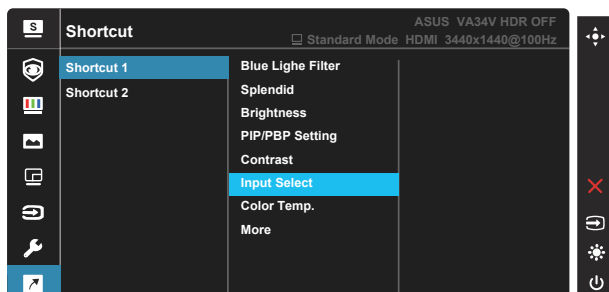 S
Shortcut
ASUS VA34V HDR OFF
Standard Mode HDMI 3440x1440@100Hz
Shortcut 1
Shortcut 2
Blue Lighe Filter
Splendid
Brightness
PIP/PBP Setting
Contrast
Input Select
Color Temp.
More